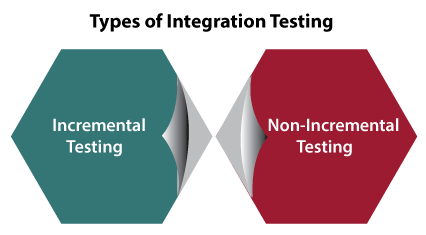 Types of Integration Testing
Incremental
Testing
Non-Incremental
Testing